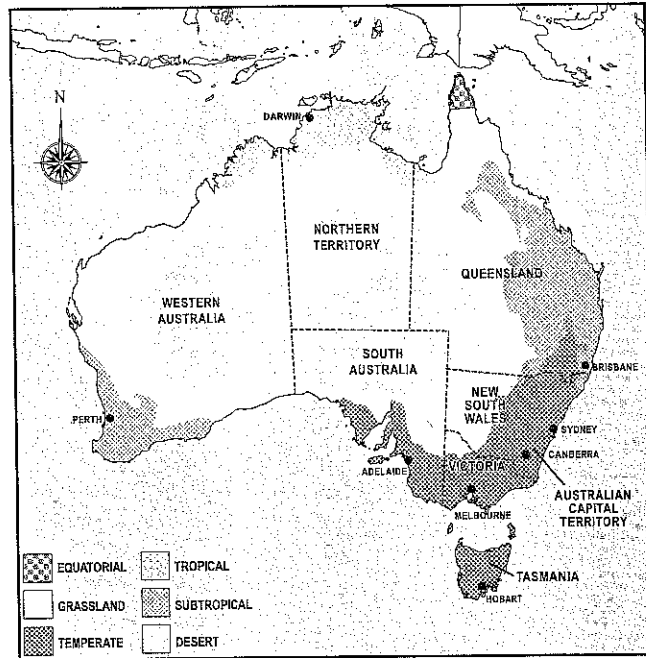 N
DARWIN
NORTHERN
TERRITORY
QUEENSLAND
WESTERN
AUSTRALIA
SOUTH
AUSTRALIA
BRISBANE
NEW
SOUTH
WALES
PERTH
SYDNEY
ADELAIDE
VICTORIA
CANBERRA
MELBOURNE
AUSTRALIAN
CAPITAL
TERRITORY
TASMANIA
HOBART
EQUATORIAL
TROPICAL
GRASSLAND
SUBTROPICAL
TEMPERATE
DESERT